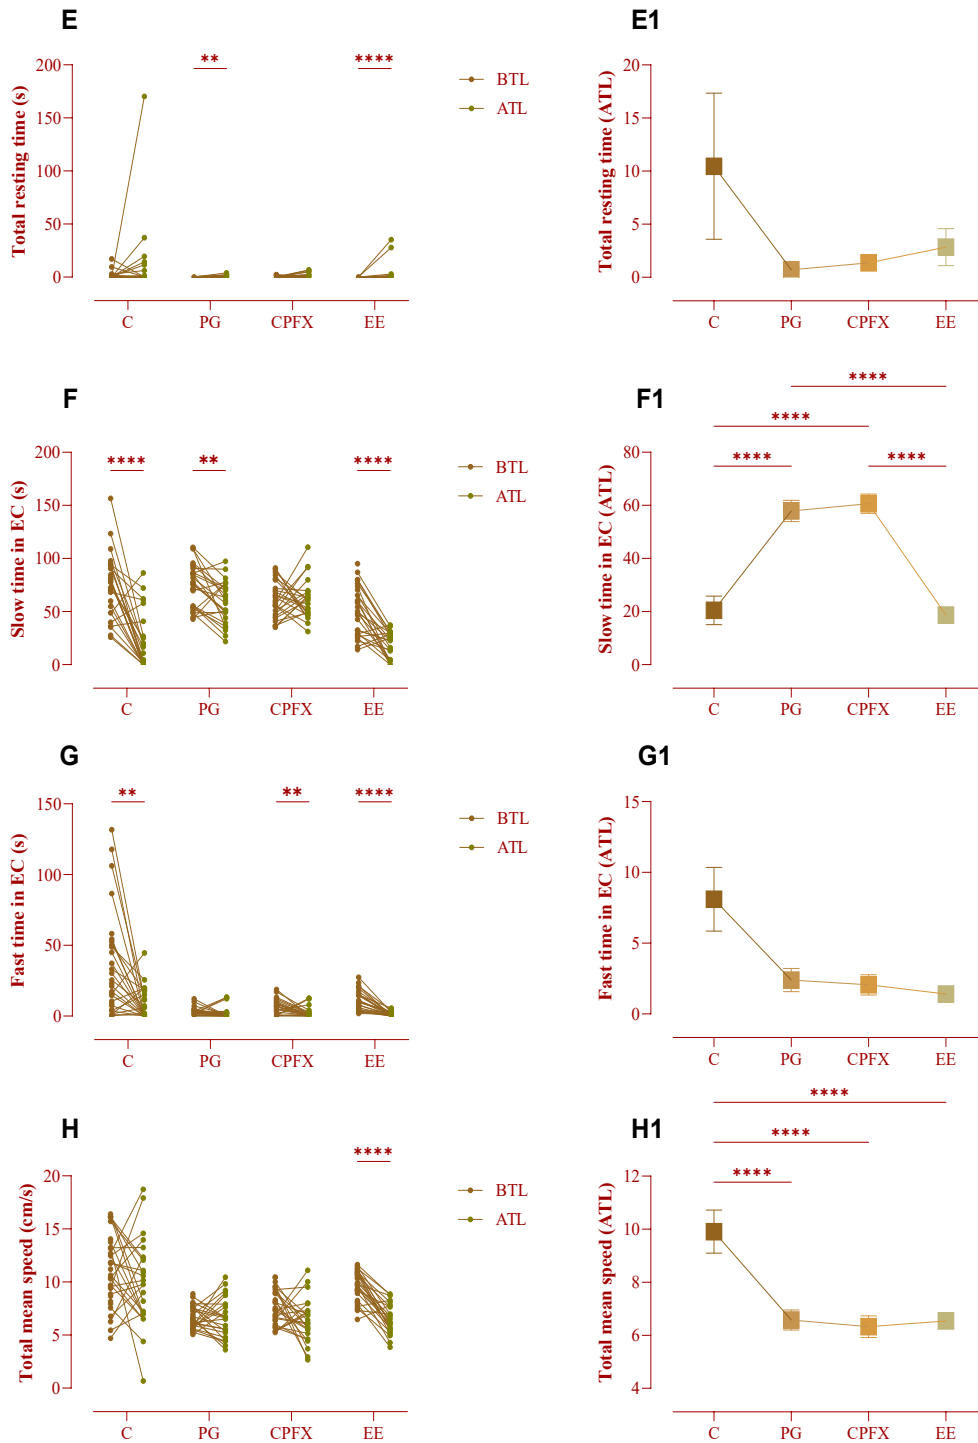 E
Total resting time (s)
200
150
100
50
0
**
****
BTL
ATL
C PG CPFX EE
E1
Total resting time (ATL)
20
15
10
5
0
C PG CPFX EE
F
Slow time in EC (s)
200
150
100
50
0
****
**
****
BTL
ATL
C PG CPFX EE
F1
Slow time in EC (ATL)
****
****
****
****
80
60
40
20
0
C PG CPFX EE
G
Fast time in EC (s)
150
100
50
0
**
**
****
BTL
ATL
C PG CPFX EE
G1
Fast time in EC (ATL)
15
10
5
0
C PG CPFX EE
H
Total mean speed (cm/s)
20
15
10
5
0
****
BTL
ATL
C PG CPFX EE
H1
Total mean speed (ATL)
****
****
****
12
10
8
6
4
C PG CPFX EE